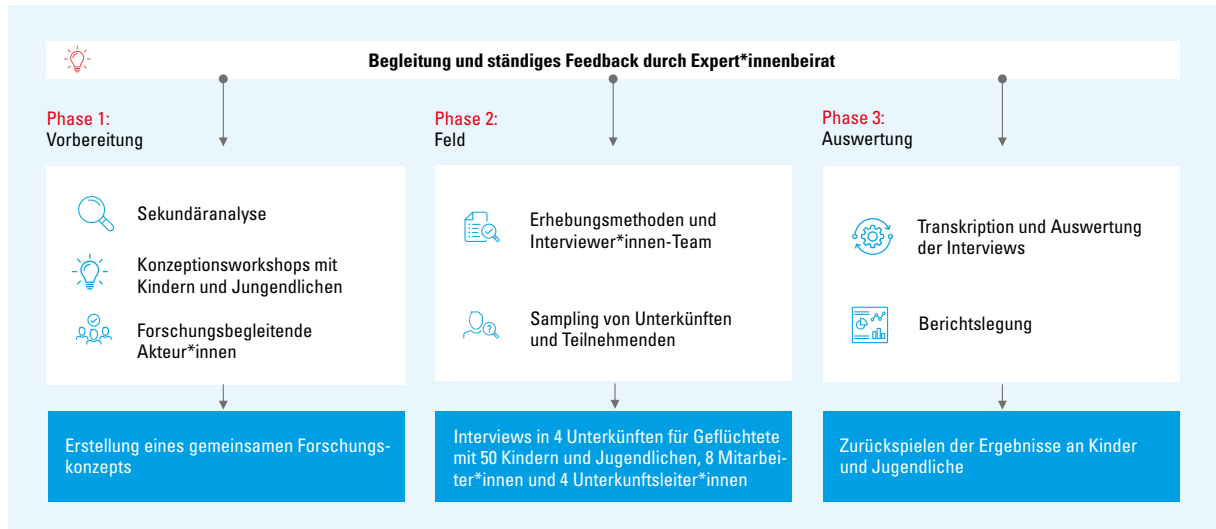 Begleitung und ständiges Feedback durch Expert*innenbeirat
Phase 1:
Vorbereitung
Sekundäranalyse
Konzeptionsworkshops mit
Kindern und Jungendlichen
Forschungsbegleitende
Akteur*innen
Erstellung eines gemeinsamen Forschungs-
konzepts
Phase 2:
Feld
Erhebungsmethoden und
Interviewer*innen-Team
Sampling von Unterkünften
und Teilnehmenden
Interviews in 4 Unterkünften für Geflüchtete
mit 50 Kindern und Jugendlichen, 8 Mitarbei-
ter*innen und 4 Unterkunftsleiter*innen
Phase 3:
Auswertung
Transkription und Auswertung
der Interviews
Berichtslegung
Zurückspielen der Ergebnisse an Kinder
und Jugendliche